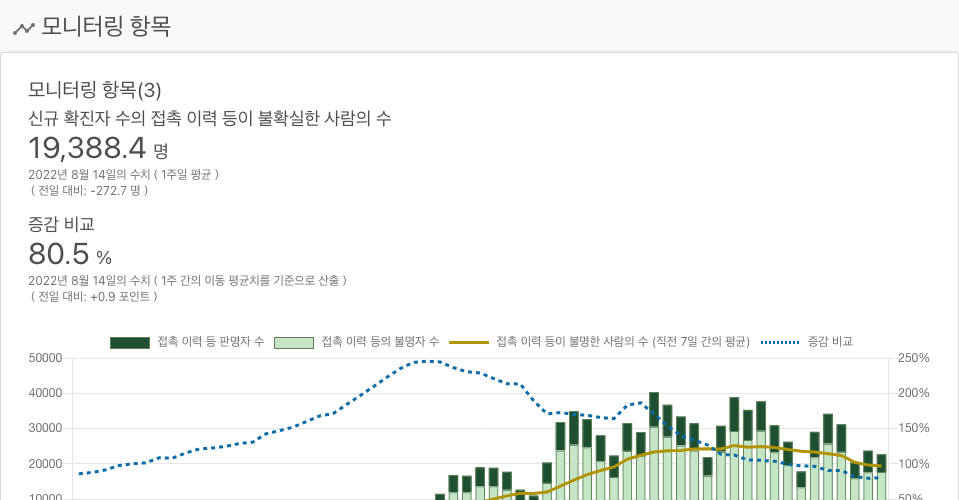 모니터링 항목
모니터링 항목(3)
신규 확진자 수의 접촉 이력 등이 불확실한 사람의 수
19,388.4 명
2022년 8월 14일의 수치 ( 1주일 평균 )
( 전일 대비: -272.7 명 )
증감 비교
80.5 %
2022년 8월 14일의 수치 ( 1주 간의 이동 평균치를 기준으로 산출 )
( 전일 대비: +0.9 포인트 )
접촉 이력 등 판명자 수 접촉 이력 등의 불명자 수 접촉 이력 등이 불명한 사람의 수 (직전 7일 간의 평균) 증감 비교
50000 250%
40000 200%
30000 150%
20000 100%
10000 50%